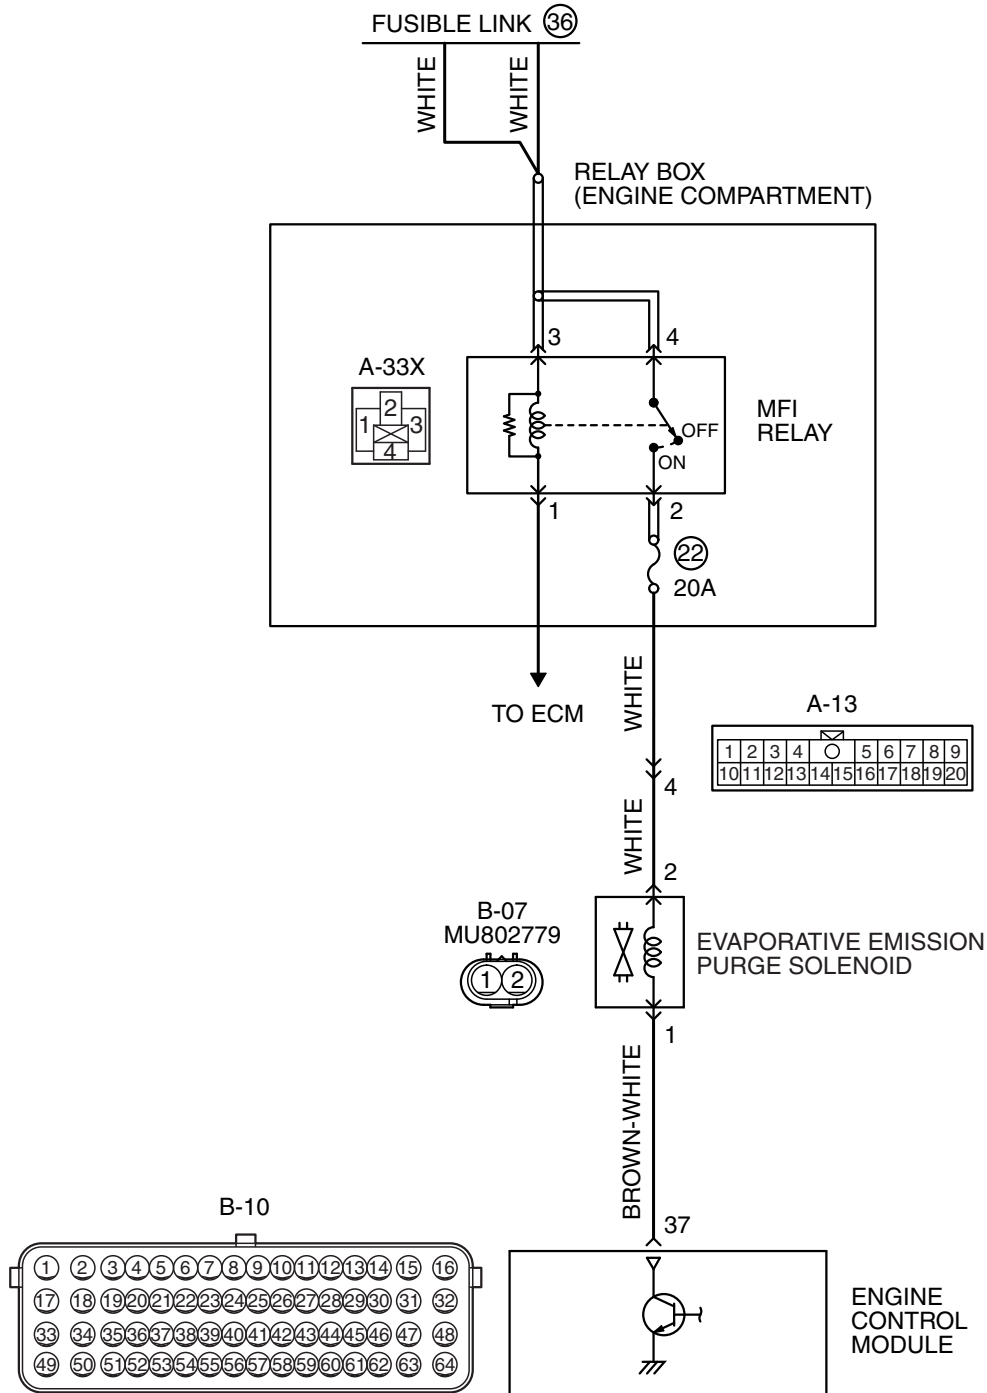 FUSIBLE LINK 36
WHITE
WHITE
RELAY BOX
(ENGINE COMPARTMENT)
3
4
A-33X
2
1
3
4
MFI
RELAY
OFF
ON
1
2
22
20A
TO ECM
WHITE
A-13
1 2 3 4 5 6 7 8 9
10 11 12 13 14 15 16 17 18 19 20
4
WHITE
2
B-07
MU802779
1 2
EVAPORATIVE EMISSION
PURGE SOLENOID
1
BROWN-WHITE
37
B-10
1 2 3 4 5 6 7 8 9 10 11 12 13 14 15 16
17 18 19 20 21 22 23 24 25 26 27 28 29 30 31 32
33 34 35 36 37 38 39 40 41 42 43 44 45 46 47 48
49 50 51 52 53 54 55 56 57 58 59 60 61 62 63 64
ENGINE
CONTROL
MODULE